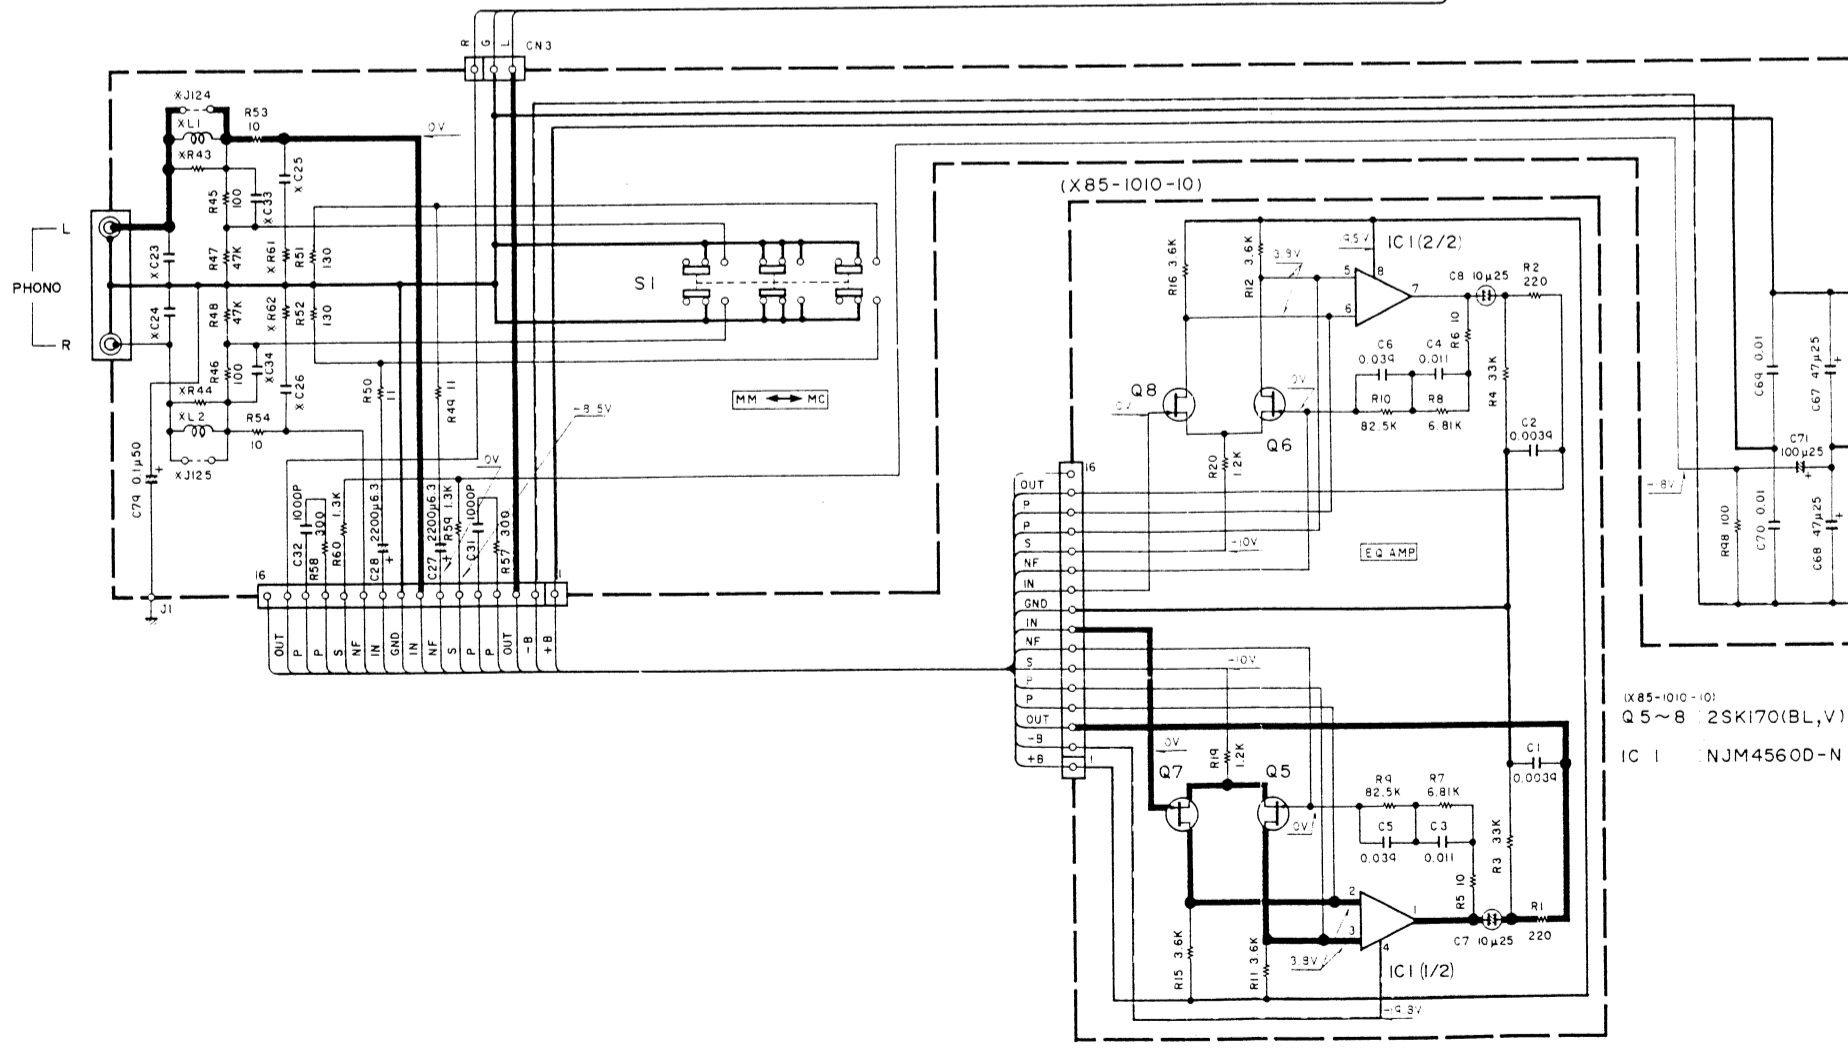 R
G
L
CN3
XJ124
XL1
XR43
R53
10
0V
XC25
R45
100
XC33
L
PHONO
R
XC23
R47
47K
XR61
R51
130
XC24
R48
47K
XR62
R52
130
R46
100
XC34
XR44
XL2
XJ125
R54
10
XC26
R50
11
R49 11
S1
MM ◄► MC
-8.5V
0V
C79 0.1μ50
C32 1000P
R58 300
R60 1.3K
C28 2200μ6.3
C27 2200μ6.3
R59 1.3K
C31 1000P
R57 300
J1
16
1
OUT
P
P
S
NF
IN
GND
IN
NF
S
P
P
OUT
-B
+B
(X85-1010-10)
R16 3.6K
R12 3.6K
3.9V
IC1(2/2)
5
6
8
7
C8 10μ25
R2
220
R6 10
R4 33K
C6
0.039
C4
0.011
R10
82.5K
R8
6.81K
C2
0.0039
Q8
0V
Q6
0V
R20
1.2K
-10V
EQ AMP
16
OUT
P
P
S
NF
IN
GND
IN
NF
S
P
P
OUT
-B
+B
1
-10V
0V
Q7
R19
1.2K
Q5
0V
R9
82.5K
R7
6.81K
C5
0.039
C3
0.011
C1
0.0039
R3 33K
R5 10
2
3
4
1
C7 10μ25
R1
220
R15 3.6K
R11 3.6K
3.9V
IC1(1/2)
C69 0.01
C67 47μ25
C71
100μ25
-18V
R98 100
C70 0.01
C68 47μ25
(X85-1010-10)
Q5~8 : 2SK170(BL,V)
IC 1 : NJM4560D-N